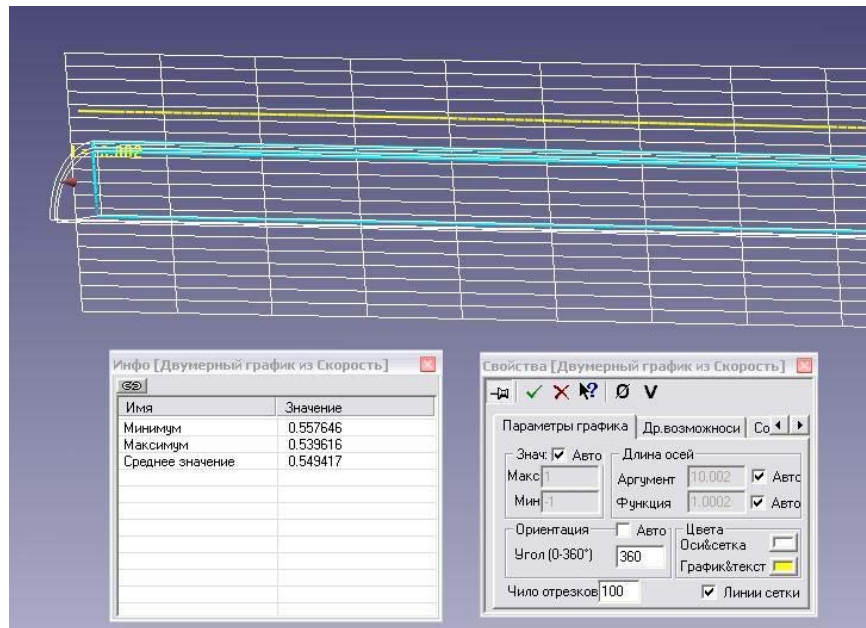 Инфо [Двумерный график из Скорость]
Имя Значение
Минимум 0.557646
Максимум 0.539616
Среднее значение 0.549417
Свойства [Двумерный график из Скорость]
Ø V
Параметры графика Др.возможноси Со
Знач: Авто Длина осей
Макс 1 Аргумент 10.002 Авто
Мин -1 Функция 1.0002 Авто
Ориентация Авто Цвета
Оси&сетка
Угол (0-360°) 360
График&текст
Чило отрезков 100 Линии сетки